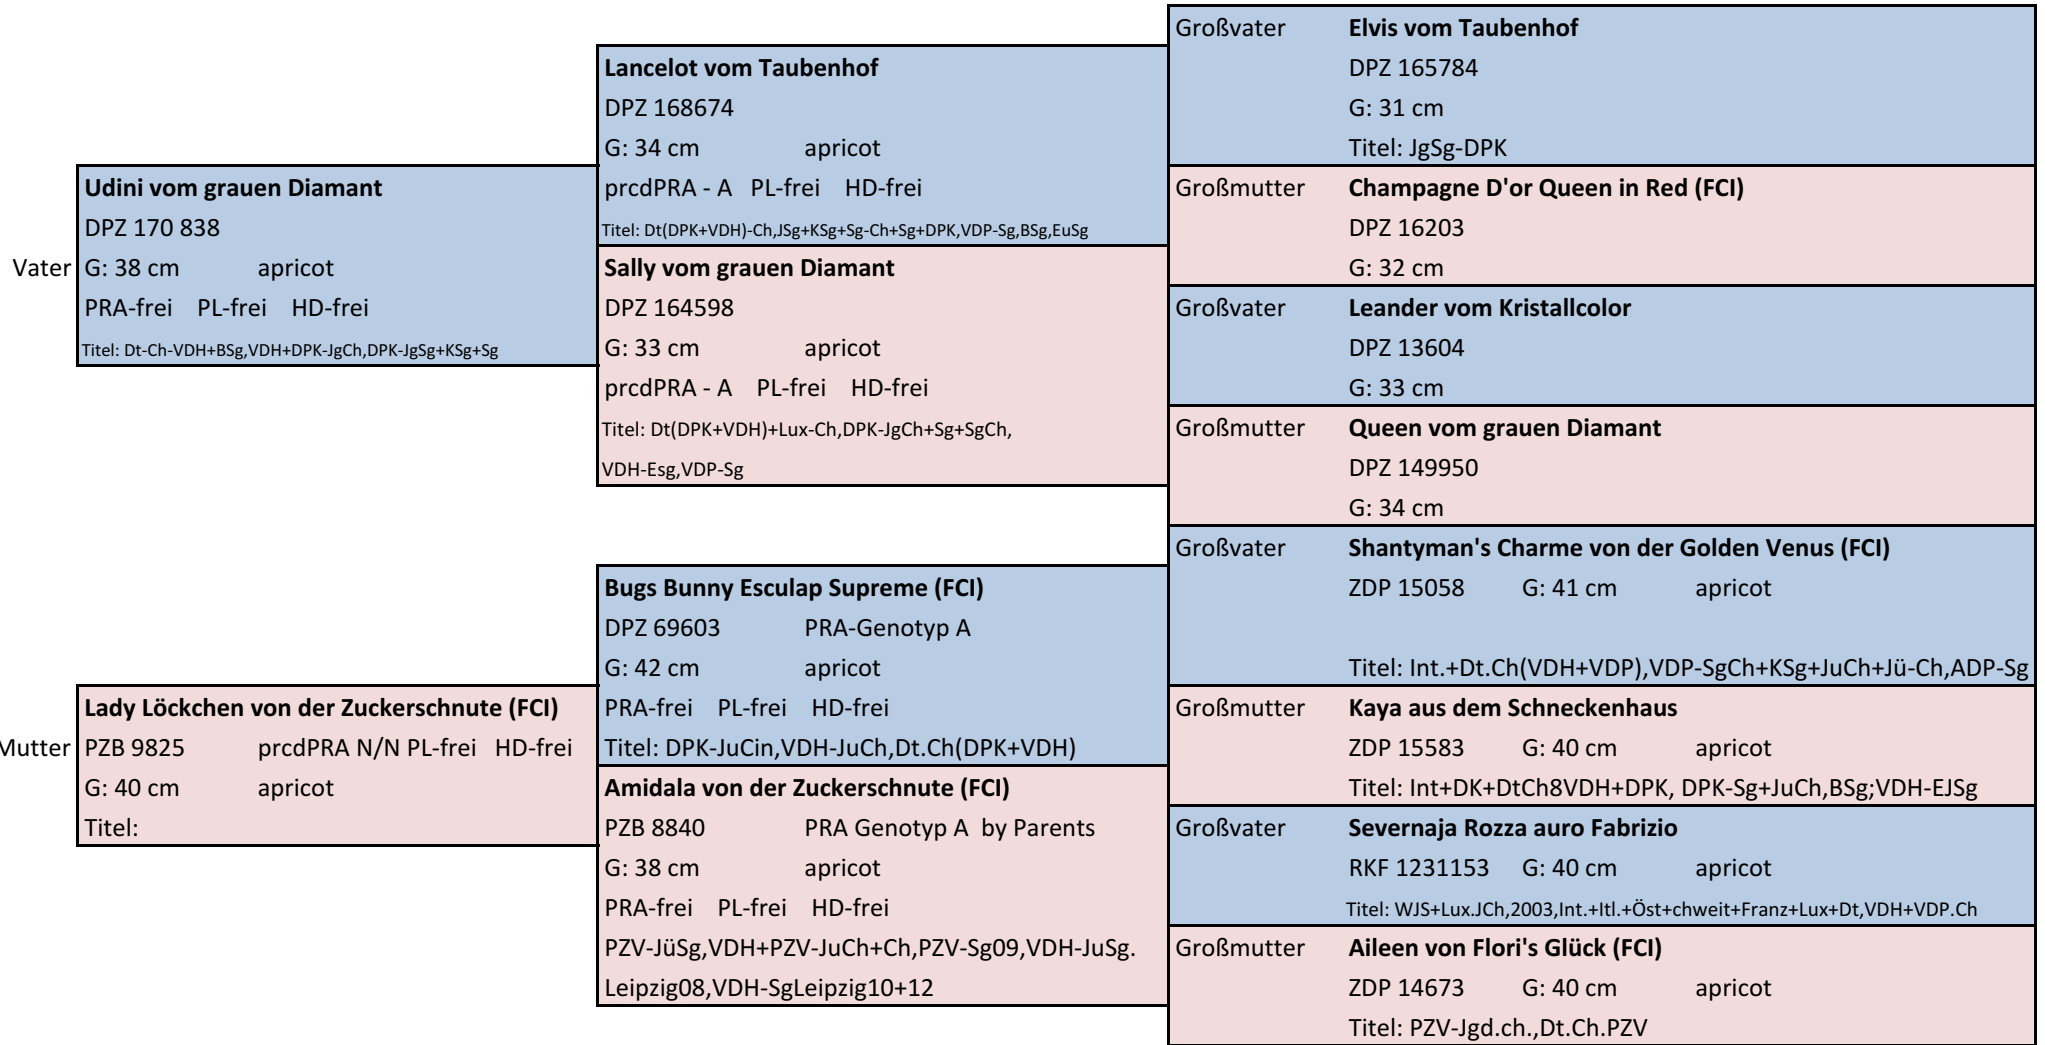 Vater
Udini vom grauen Diamant
DPZ 170 838
G: 38 cm apricot
PRA-frei PL-frei HD-frei
Titel: Dt-Ch-VDH+BSg,VDH+DPK-JgCh,DPK-JgSg+KSg+Sg
Mutter
Lady Löckchen von der Zuckerschnute (FCI)
PZB 9825 prcdPRA N/N PL-frei HD-frei
G: 40 cm apricot
Titel:
Lancelot vom Taubenhof
DPZ 168674
G: 34 cm apricot
prcdPRA - A PL-frei HD-frei
Titel: Dt(DPK+VDH)-Ch,JSg+KSg+Sg-Ch+Sg+DPK,VDP-Sg,BSg,EuSg
Sally vom grauen Diamant
DPZ 164598
G: 33 cm apricot
prcdPRA - A PL-frei HD-frei
Titel: Dt(DPK+VDH)+Lux-Ch,DPK-JgCh+Sg+SgCh,
VDH-Esg,VDP-Sg
Bugs Bunny Esculap Supreme (FCI)
DPZ 69603 PRA-Genotyp A
G: 42 cm apricot
PRA-frei PL-frei HD-frei
Titel: DPK-JuCin,VDH-JuCh,Dt.Ch(DPK+VDH)
Amidala von der Zuckerschnute (FCI)
PZB 8840 PRA Genotyp A by Parents
G: 38 cm apricot
PRA-frei PL-frei HD-frei
PZV-JüSg,VDH+PZV-JuCh+Ch,PZV-Sg09,VDH-JuSg.
Leipzig08,VDH-SgLeipzig10+12
Großvater Elvis vom Taubenhof
DPZ 165784
G: 31 cm
Titel: JgSg-DPK
Großmutter Champagne D'or Queen in Red (FCI)
DPZ 16203
G: 32 cm
Großvater Leander vom Kristallcolor
DPZ 13604
G: 33 cm
Großmutter Queen vom grauen Diamant
DPZ 149950
G: 34 cm
Großvater Shantyman's Charme von der Golden Venus (FCI)
ZDP 15058 G: 41 cm apricot
Titel: Int.+Dt.Ch(VDH+VDP),VDP-SgCh+KSg+JuCh+Jü-Ch,ADP-Sg
Großmutter Kaya aus dem Schneckenhaus
ZDP 15583 G: 40 cm apricot
Titel: Int+DK+DtCh8VDH+DPK, DPK-Sg+JuCh,BSg;VDH-EJSg
Großvater Severnaja Rozza auro Fabrizio
RKF 1231153 G: 40 cm apricot
Titel: WJS+Lux.JCh,2003,Int.+Itl.+Öst+chweit+Franz+Lux+Dt,VDH+VDP.Ch
Großmutter Aileen von Flori's Glück (FCI)
ZDP 14673 G: 40 cm apricot
Titel: PZV-Jgd.ch.,Dt.Ch.PZV